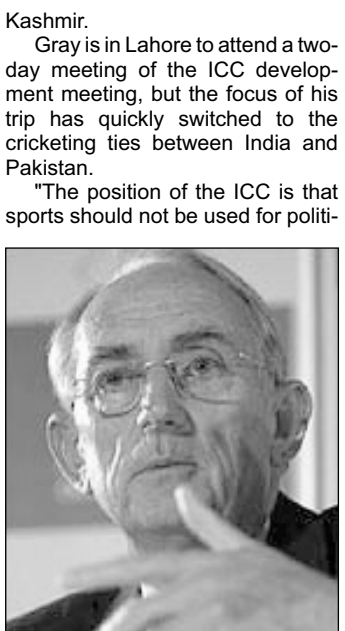 Kashmir.
Gray is in Lahore to attend a two-
day meeting of the ICC develop-
ment meeting, but the focus of his
trip has quickly switched to the
cricketing ties between India and
Pakistan.
"The position of the ICC is that
sports should not be used for politi-